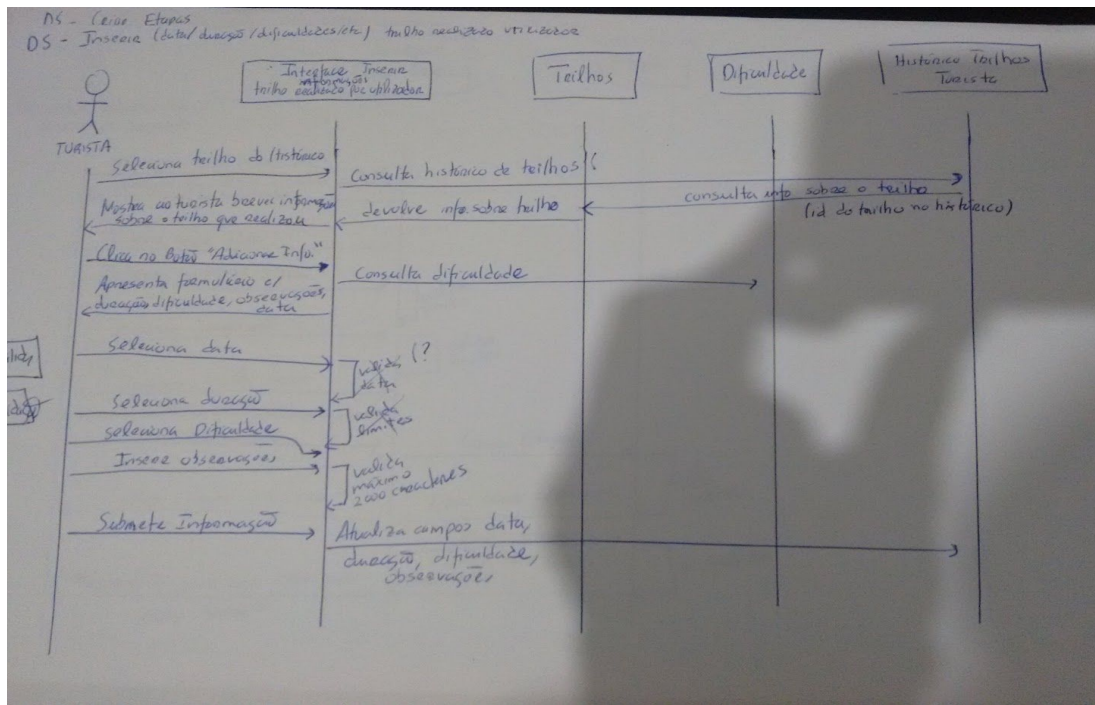 DS - Criar Etapas
DS - Inserir (data/duração/dificuldades/etc) trilho realizado utilizador
Interface Inserir
informações
trilho realizado por utilizador
Trilhos
Dificuldade
Histórico Trilhos
Turista
TURISTA
Seleciona trilho do Histórico
Consulta histórico de trilhos
consulta info sobre o trilho
(id do trilho no histórico)
devolve info. sobre trilho
Mostra ao turista breve informação
sobre o trilho que realizou
Clica no Botão "Adicionar Info."
Consulta dificuldade
Apresenta formulário c/
duração, dificuldade, observações,
data
Seleciona data
valida (?
data
Seleciona duração
valida
limites
seleciona Dificuldade
Insere observações
valida
máximo
2000 caracteres
Submete Informação
Atualiza campos data,
duração, dificuldade,
observações